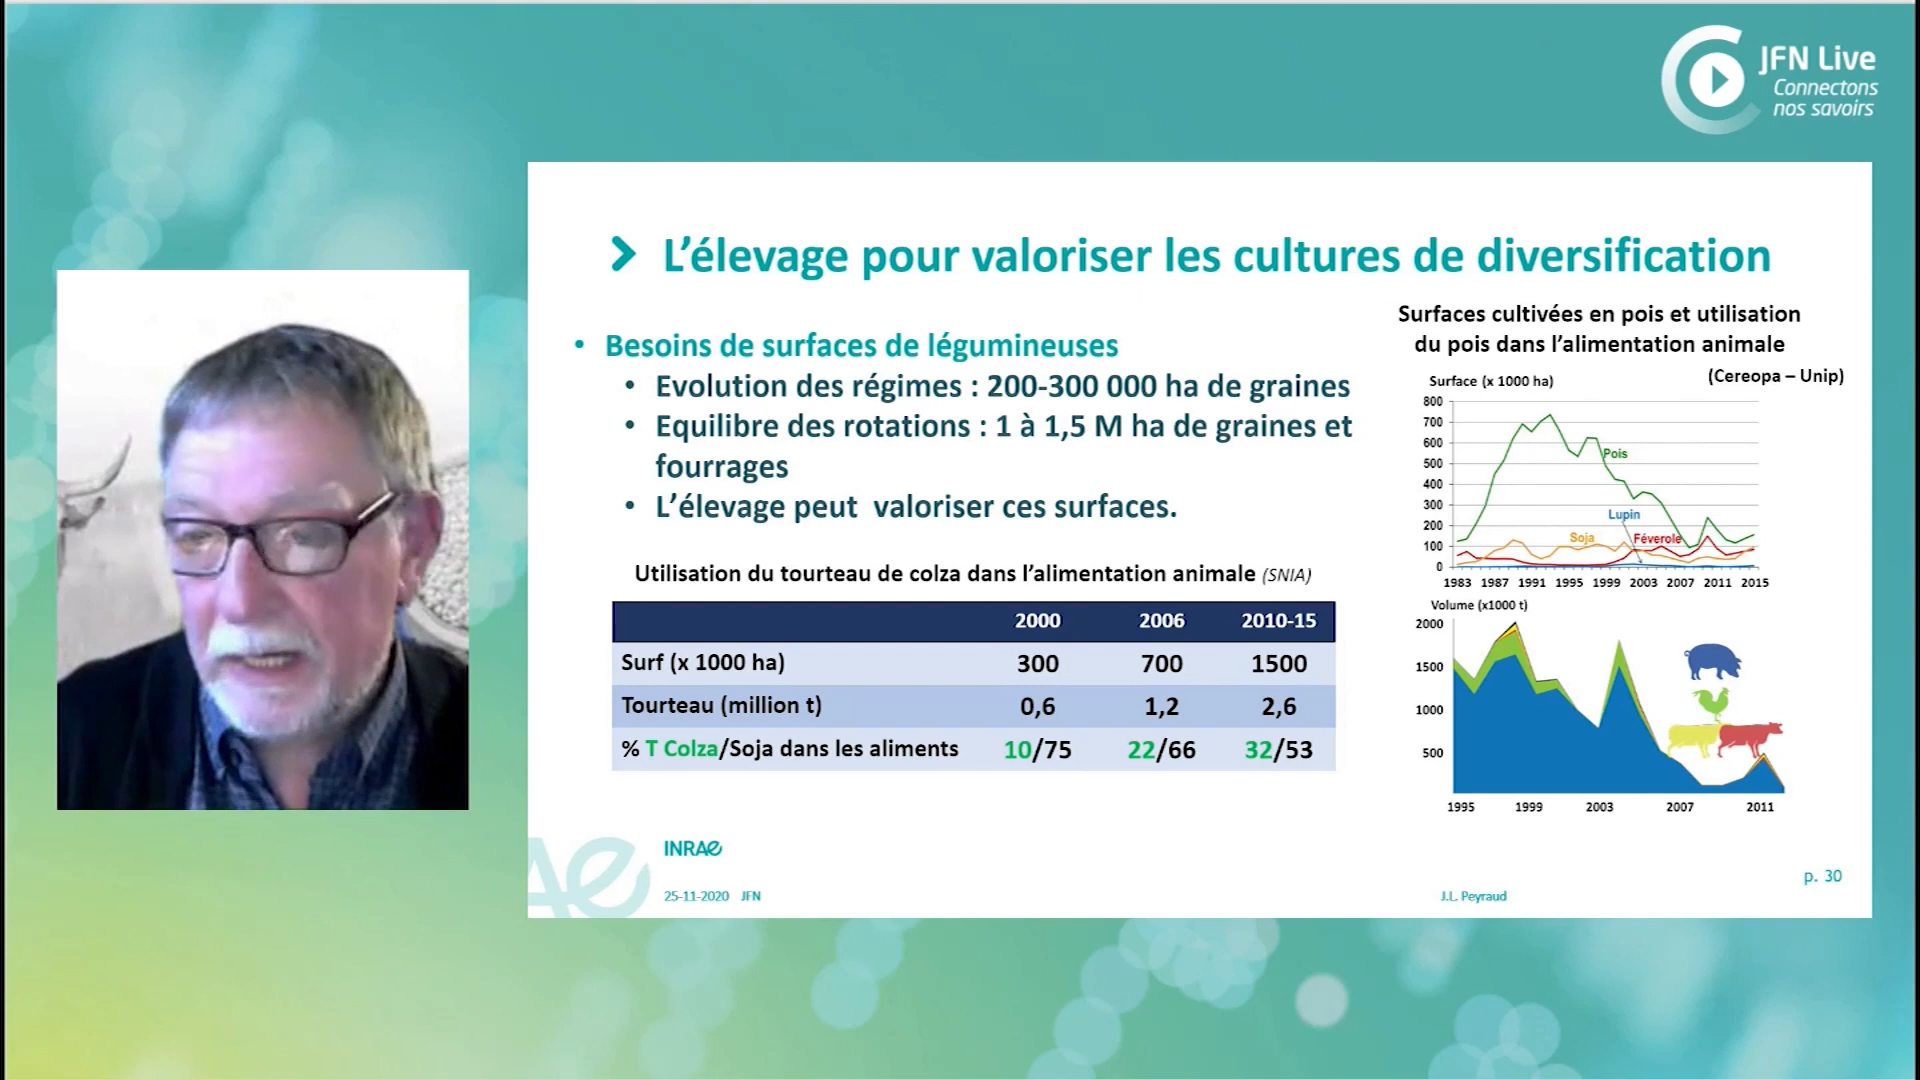 JFN Live
Connectons
nos savoirs
L'élevage pour valoriser les cultures de diversification
• Besoins de surfaces de légumineuses
• Evolution des régimes : 200-300 000 ha de graines
• Equilibre des rotations : 1 à 1,5 M ha de graines et
fourrages
• L'élevage peut valoriser ces surfaces.
Utilisation du tourteau de colza dans l'alimentation animale (SNIA)
2000 2006 2010-15
Surf (x 1000 ha) 300 700 1500
Tourteau (million t) 0,6 1,2 2,6
% T Colza/Soja dans les aliments 10/75 22/66 32/53
Surfaces cultivées en pois et utilisation
du pois dans l'alimentation animale
(Cereopa – Unip)
Surface (x 1000 ha)
800
700
600
500
400
300
200
100
0
Pois
Lupin
Soja
Féverole
1983 1987 1991 1995 1999 2003 2007 2011 2015
Volume (x1000 t)
2000
1500
1000
500
1995 1999 2003 2007 2011
INRAE
25-11-2020 JFN
J.L. Peyraud
p. 30